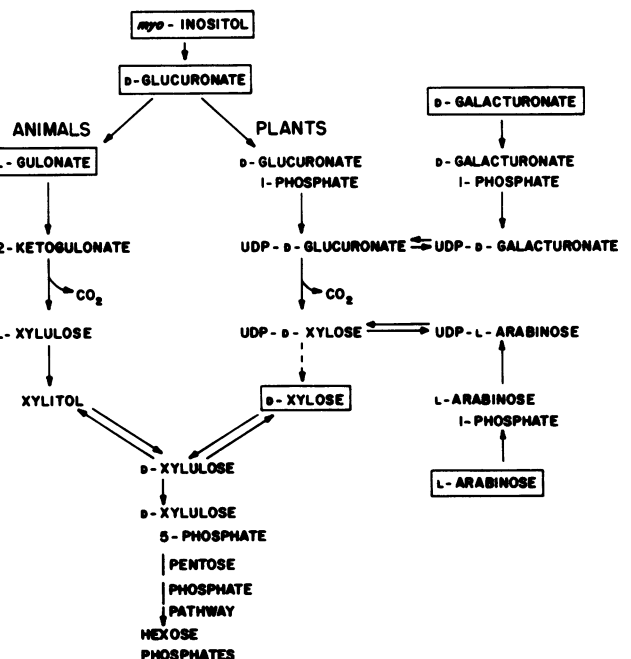 myo - INOSITOL
D-GLUCURONATE
D- GALACTURONATE
ANIMALS
PLANTS
L- GULONATE
D-GLUCURONATE
1-PHOSPHATE
D-GALACTURONATE
1-PHOSPHATE
2-KETOGULONATE
UDP-D-GLUCURONATE
UDP-D-GALACTURONATE
CO2
CO2
L-XYLULOSE
UDP-D-XYLOSE
UDP-L-ARABINOSE
XYLITOL
D-XYLOSE
L-ARABINOSE
1-PHOSPHATE
D-XYLULOSE
L-ARABINOSE
D-XYLULOSE
5-PHOSPHATE
PENTOSE
PHOSPHATE
PATHWAY
HEXOSE
PHOSPHATES